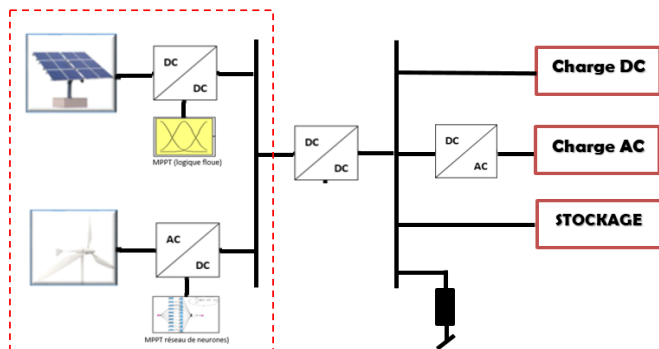 DC
DC
MPPT (logique floue)
AC
DC
MPPT réseau de neurones)
DC
DC
DC
AC
Charge DC
Charge AC
STOCKAGE